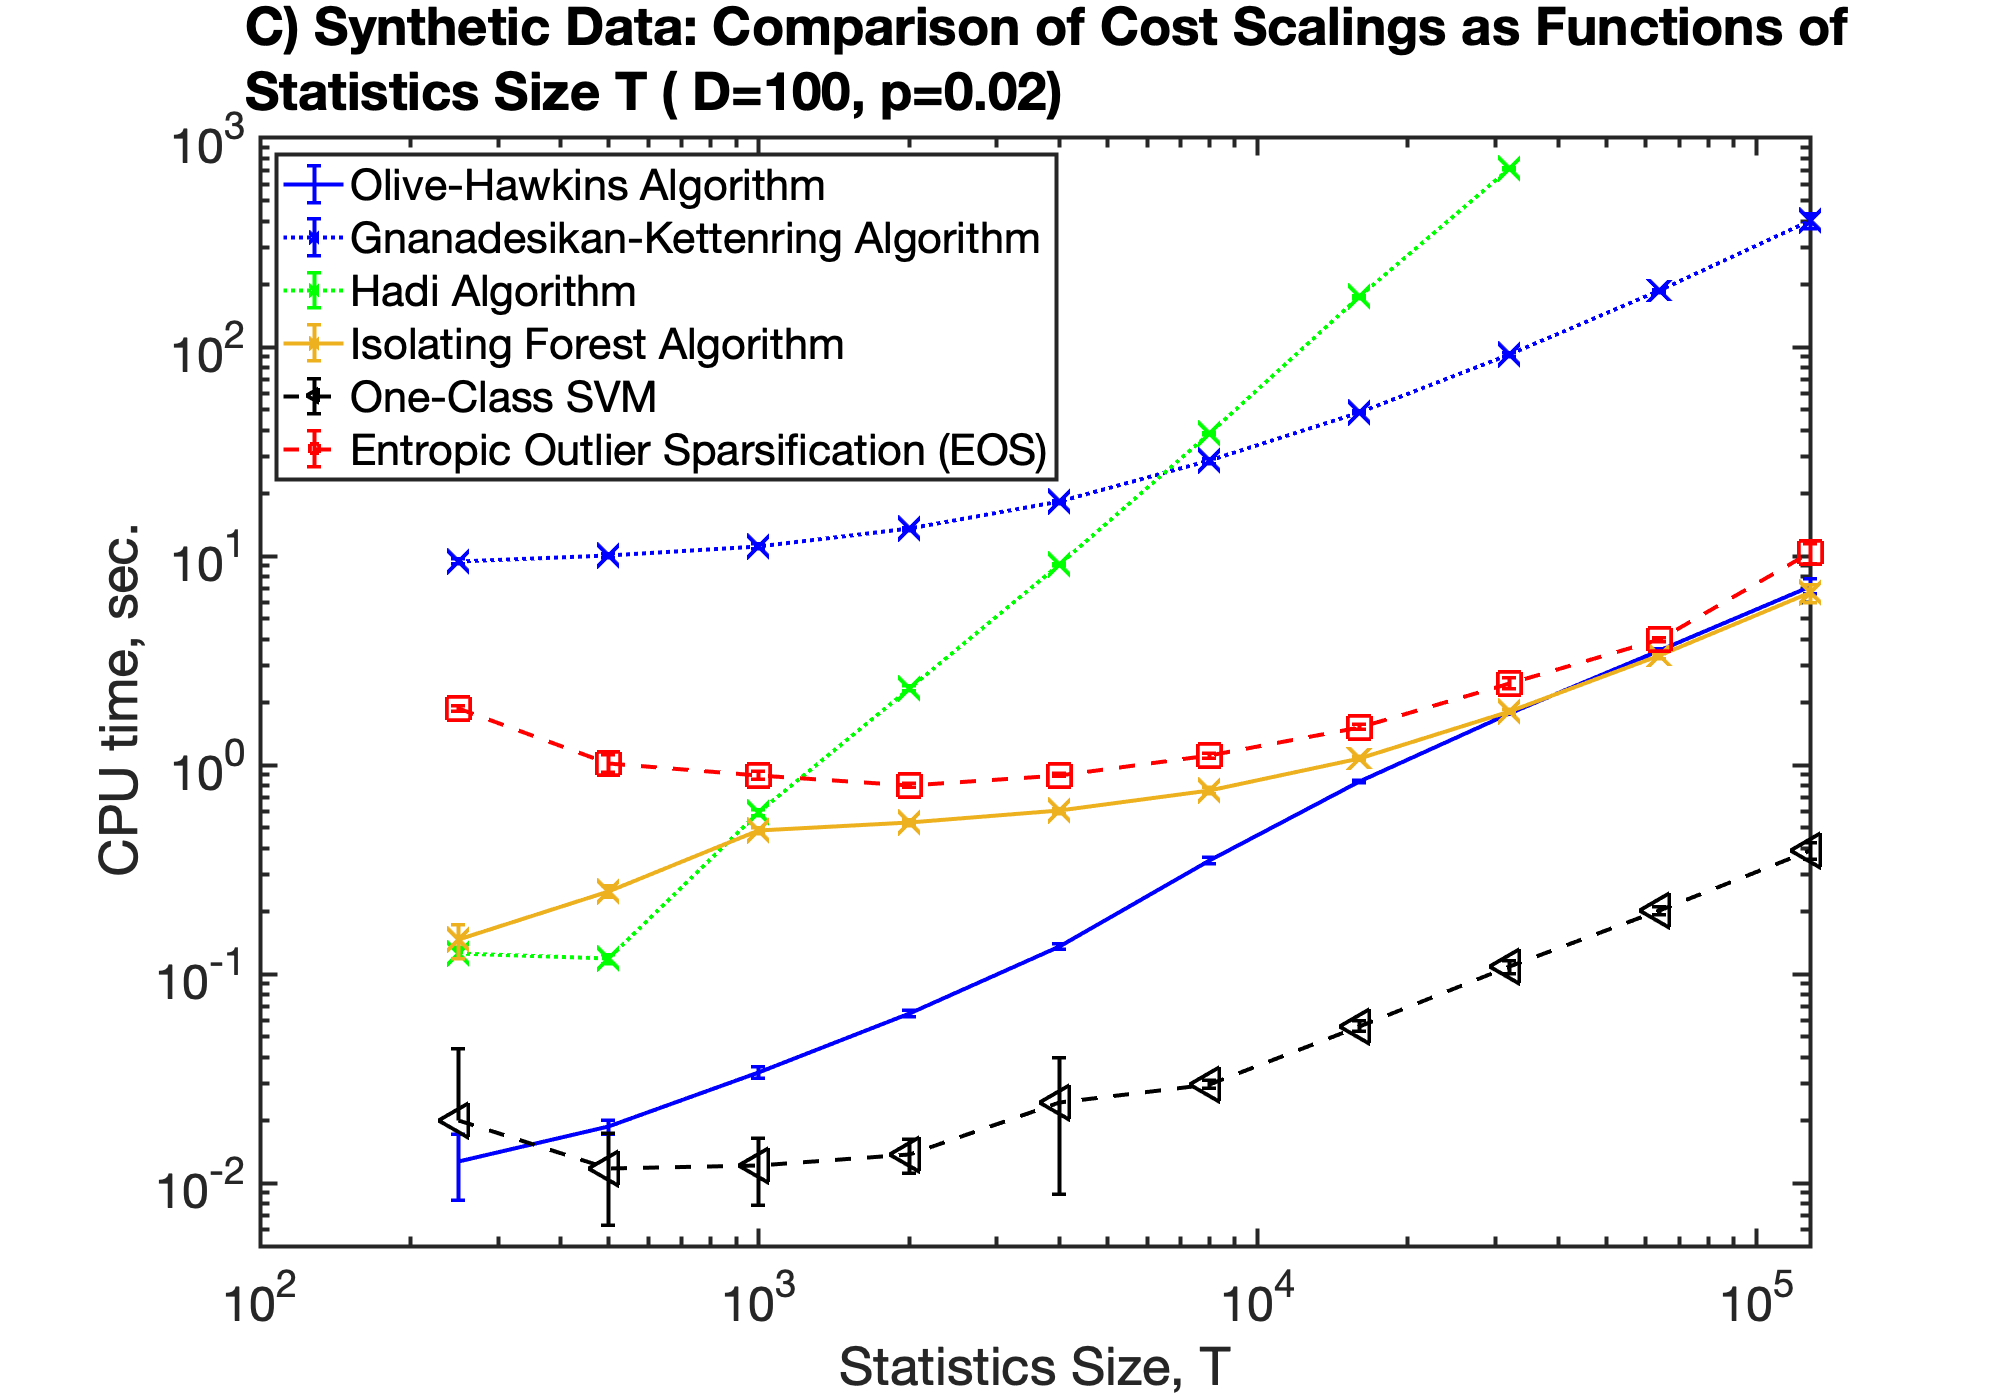 C) Synthetic Data: Comparison of Cost Scalings as Functions of
Statistics Size T ( D=100, p=0.02)
10^3
10^2
10^1
10^0
10^-1
10^-2
CPU time, sec.
Olive-Hawkins Algorithm
Gnanadesikan-Kettenring Algorithm
Hadi Algorithm
Isolating Forest Algorithm
One-Class SVM
Entropic Outlier Sparsification (EOS)
10^2 10^3 10^4 10^5
Statistics Size, T